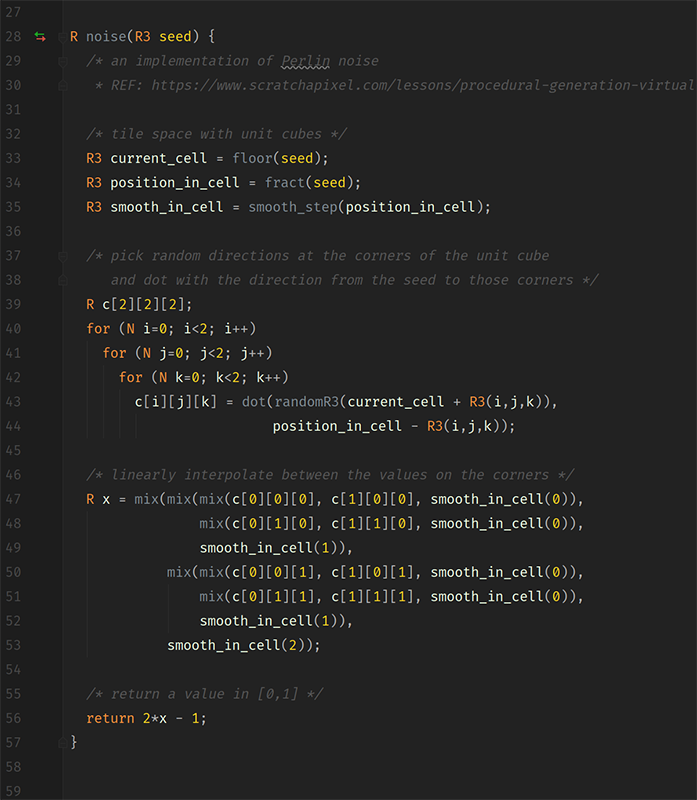 27
28 R noise(R3 seed) {
29 /* an implementation of Perlin noise
30 * REF: https://www.scratchapixel.com/lessons/procedural-generation-virtual
31
32 /* tile space with unit cubes */
33 R3 current_cell = floor(seed);
34 R3 position_in_cell = fract(seed);
35 R3 smooth_in_cell = smooth_step(position_in_cell);
36
37 /* pick random directions at the corners of the unit cube
38 and dot with the direction from the seed to those corners */
39 R c[2][2][2];
40 for (N i=0; i<2; i++)
41 for (N j=0; j<2; j++)
42 for (N k=0; k<2; k++)
43 c[i][j][k] = dot(randomR3(current_cell + R3(i,j,k)),
44 position_in_cell - R3(i,j,k));
45
46 /* linearly interpolate between the values on the corners */
47 R x = mix(mix(mix(c[0][0][0], c[1][0][0], smooth_in_cell(0)),
48 mix(c[0][1][0], c[1][1][0], smooth_in_cell(0)),
49 smooth_in_cell(1)),
50 mix(mix(c[0][0][1], c[1][0][1], smooth_in_cell(0)),
51 mix(c[0][1][1], c[1][1][1], smooth_in_cell(0)),
52 smooth_in_cell(1)),
53 smooth_in_cell(2));
54
55 /* return a value in [0,1] */
56 return 2*x - 1;
57 }
58
59